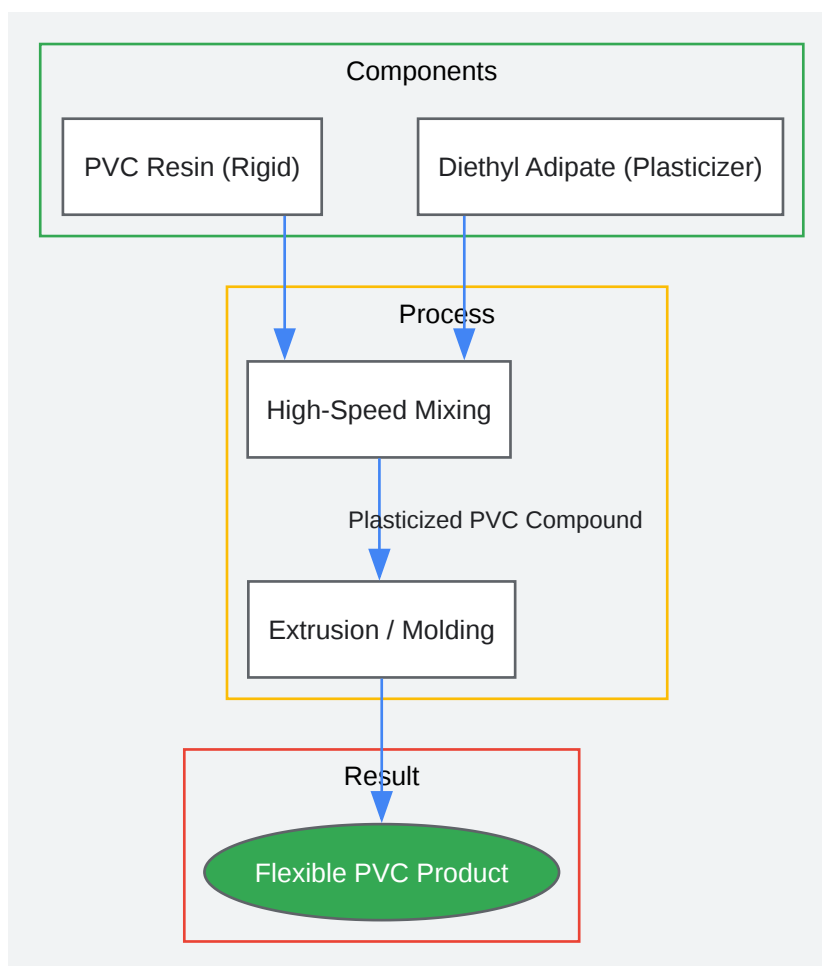 Components
PVC Resin (Rigid)
Diethyl Adipate (Plasticizer)
Process
High-Speed Mixing
Plasticized PVC Compound
Extrusion / Molding
Result
Flexible PVC Product